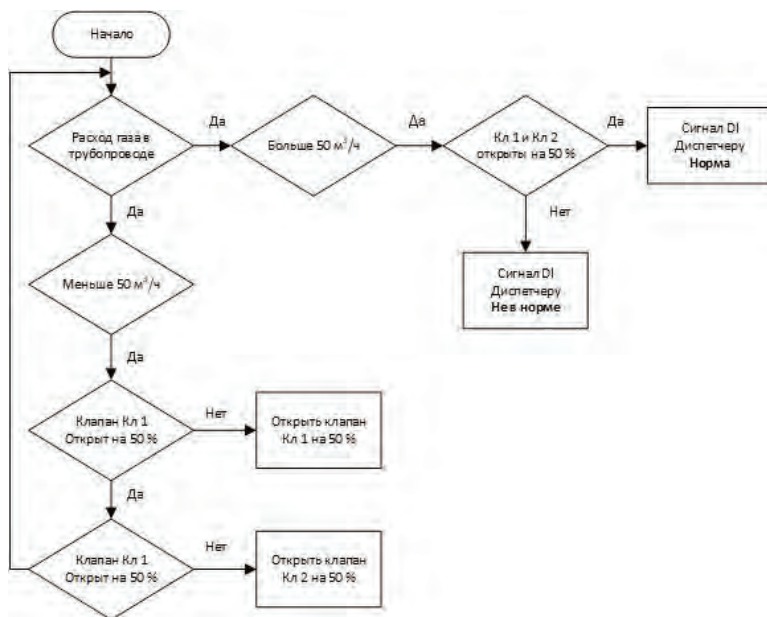 Начало
Расход газа в
трубопроводе
Да
Больше 50 м³/ч
Да
Кл 1 и Кл 2
открыты на 50 %
Да
Сигнал DI
Диспетчеру
Норма
Да
Нет
Меньше 50 м³/ч
Сигнал DI
Диспетчеру
Не в норме
Да
Клапан Кл 1
Открыт на 50 %
Нет
Открыть клапан
Кл 1 на 50 %
Да
Клапан Кл 1
Открыт на 50 %
Нет
Открыть клапан
Кл 2 на 50 %